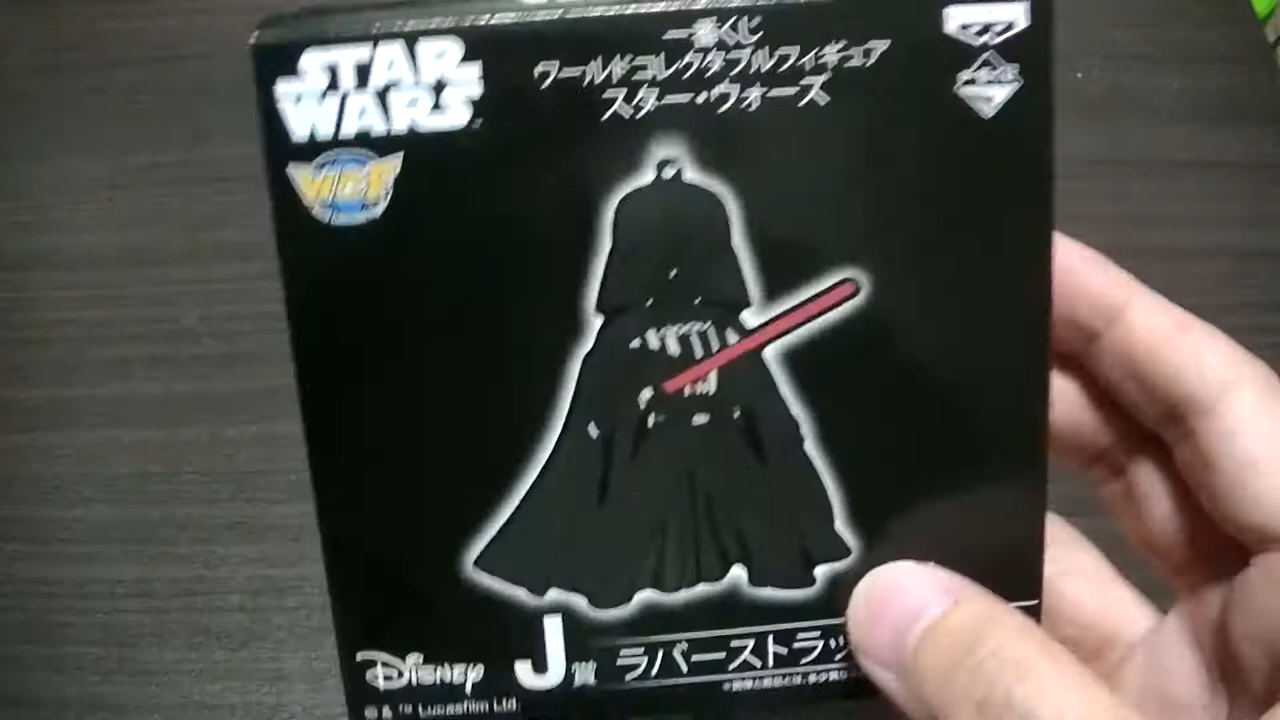 STAR
WARS
一番くじ
ワールドコレクタブルフィギュア
スター・ウォーズ
WCF
Disney
J賞
ラバーストラッ
© & ™ Lucasfilm Ltd.